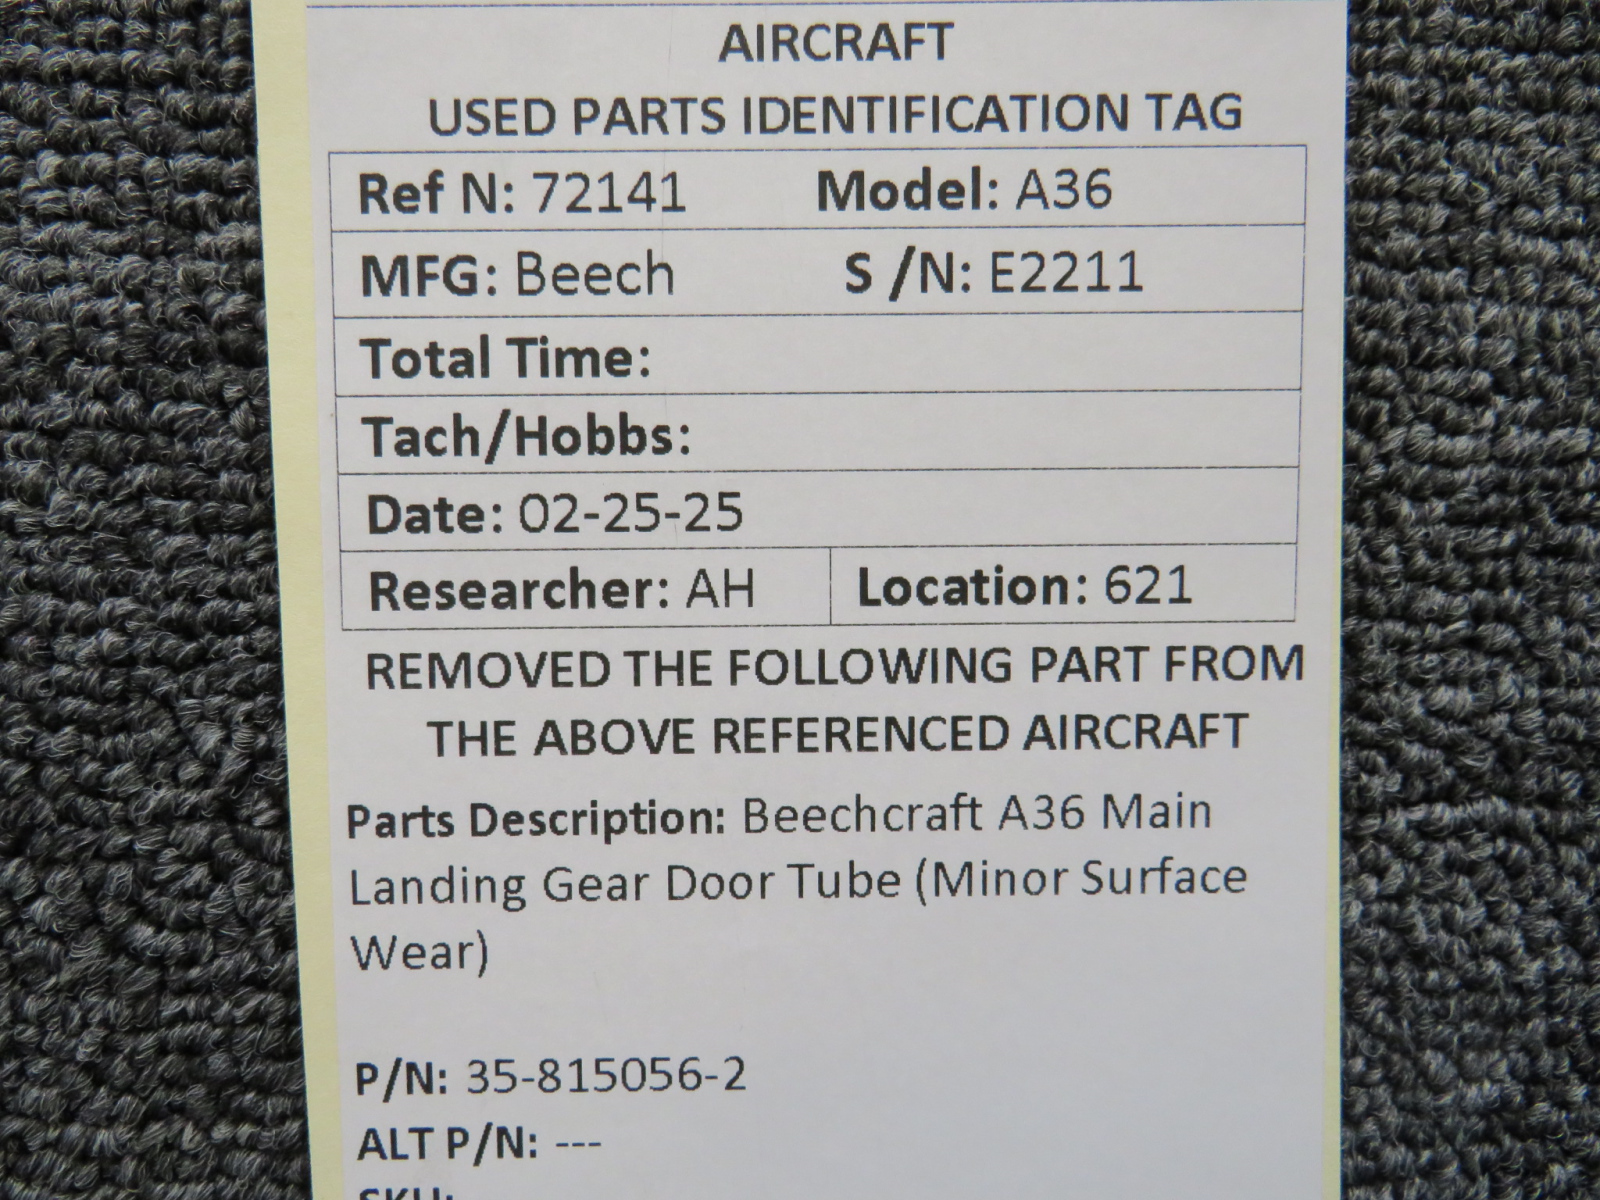 AIRCRAFT
USED PARTS IDENTIFICATION TAG
Ref N: 72141 Model: A36
MFG: Beech S /N: E2211
Total Time:
Tach/Hobbs:
Date: 02-25-25
Researcher: AH Location: 621
REMOVED THE FOLLOWING PART FROM
THE ABOVE REFERENCED AIRCRAFT
Parts Description: Beechcraft A36 Main
Landing Gear Door Tube (Minor Surface
Wear)
P/N: 35-815056-2
ALT P/N: ---
SKU: